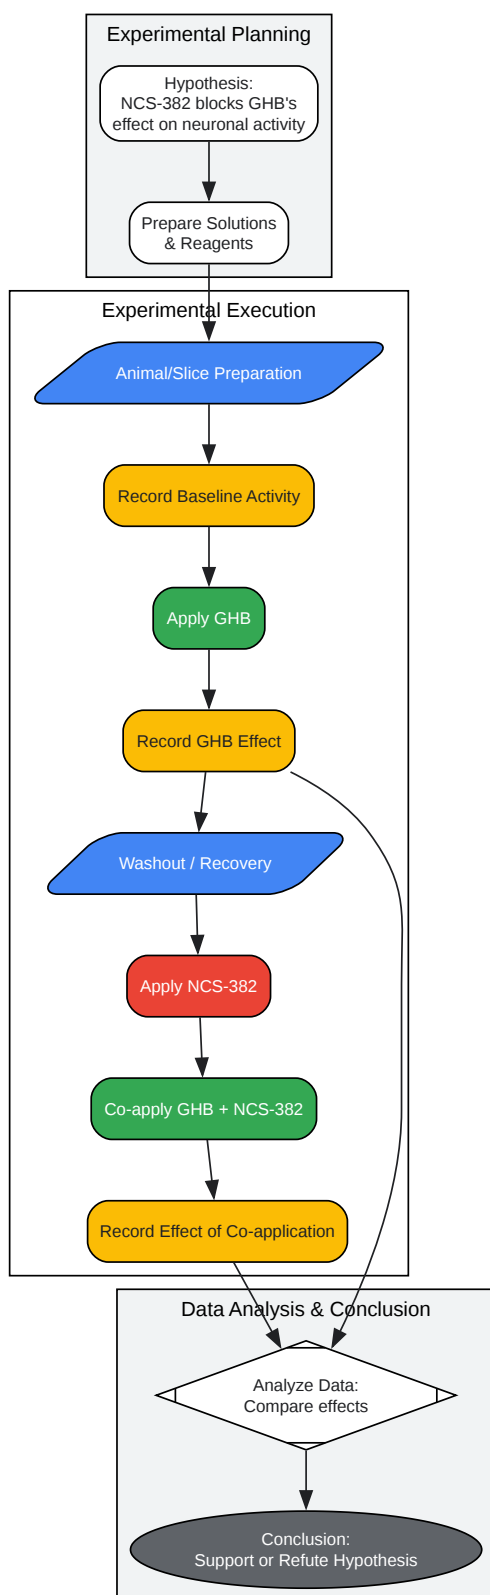 Experimental Planning
Hypothesis:
NCS-382 blocks GHB's
effect on neuronal activity
Prepare Solutions
& Reagents
Experimental Execution
Animal/Slice Preparation
Record Baseline Activity
Apply GHB
Record GHB Effect
Washout / Recovery
Apply NCS-382
Co-apply GHB + NCS-382
Record Effect of Co-application
Data Analysis & Conclusion
Analyze Data:
Compare effects
Conclusion:
Support or Refute Hypothesis